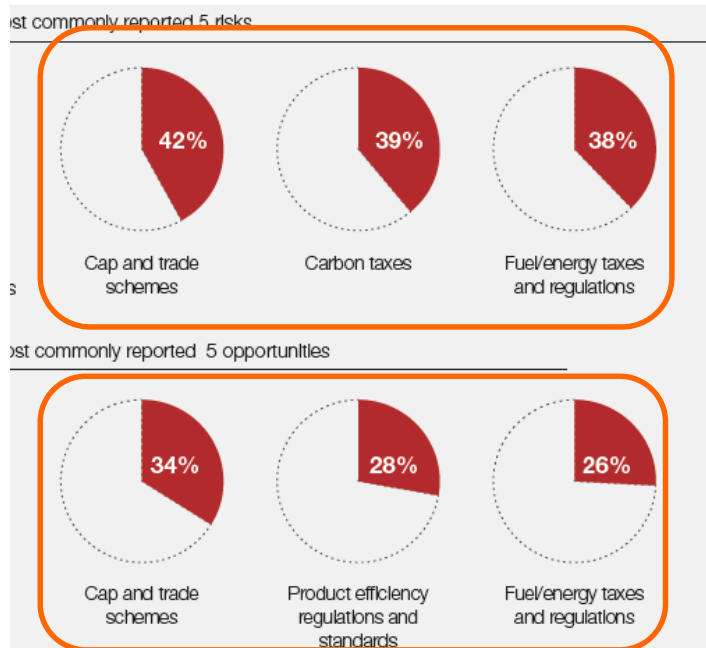 ost commonly reported 5 risks
42%
39%
38%
Cap and trade
schemes
Carbon taxes
Fuel/energy taxes
and regulations
s
ost commonly reported 5 opportunities
34%
28%
26%
Cap and trade
schemes
Product efficiency
regulations and
standards
Fuel/energy taxes
and regulations